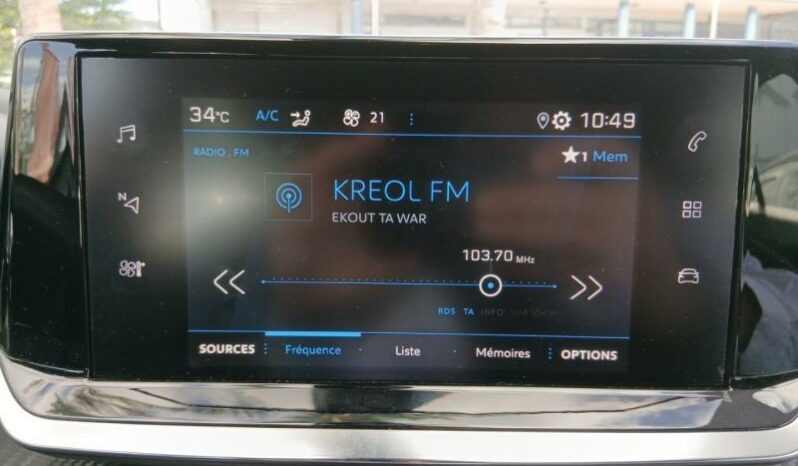 34°C A/C 21 10:49
RADIO . FM
1 Mem
KREOL FM
EKOUT TA WAR
N
103.70 MHz
RDS TA INFO
SOURCES Fréquence Liste Mémoires OPTIONS